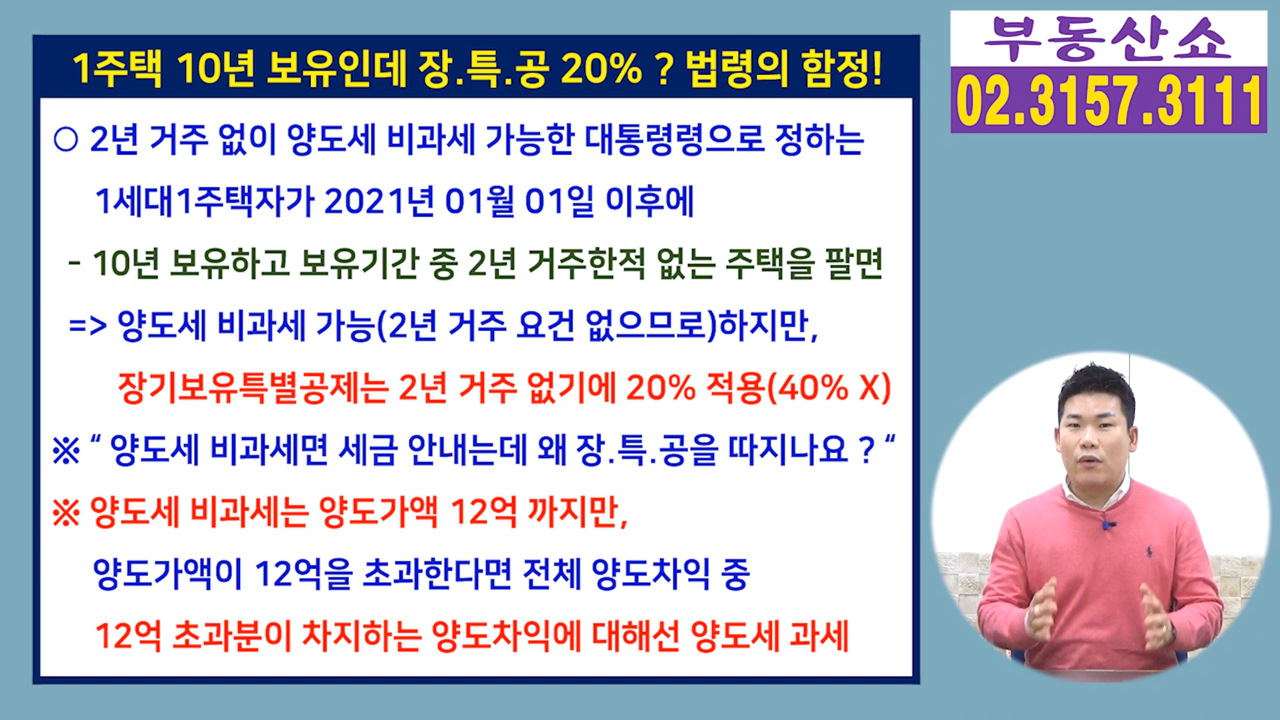 1주택 10년 보유인데 장.특.공 20% ? 법령의 함정!
부동산쇼
02.3157.3111
○ 2년 거주 없이 양도세 비과세 가능한 대통령령으로 정하는
1세대1주택자가 2021년 01월 01일 이후에
- 10년 보유하고 보유기간 중 2년 거주한적 없는 주택을 팔면
=> 양도세 비과세 가능(2년 거주 요건 없으므로)하지만,
장기보유특별공제는 2년 거주 없기에 20% 적용(40% X)
※ “ 양도세 비과세면 세금 안내는데 왜 장.특.공을 따지나요 ? “
※ 양도세 비과세는 양도가액 12억 까지만,
양도가액이 12억을 초과한다면 전체 양도차익 중
12억 초과분이 차지하는 양도차익에 대해선 양도세 과세